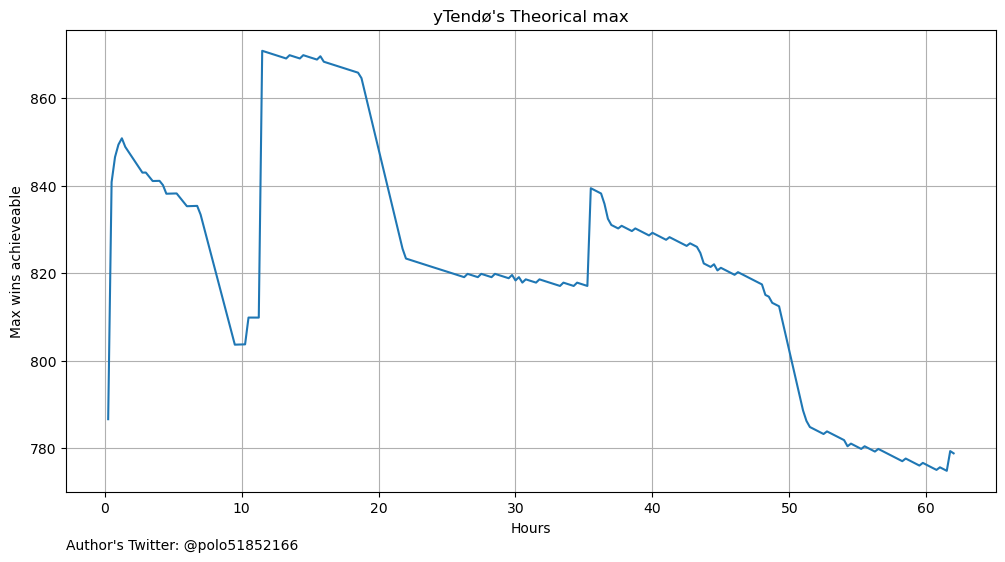 yTendø's Theorical max
Max wins achieveable
860
840
820
800
780
0 10 20 30 40 50 60
Hours
Author's Twitter: @polo51852166